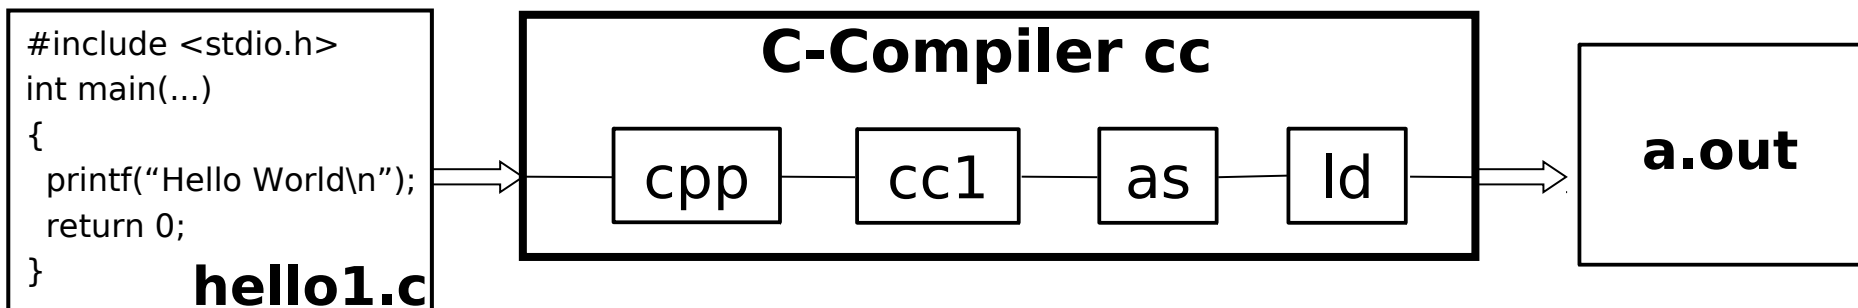 #include <stdio.h>
int main(...)
{
printf(“Hello World\n”);
return 0;
}
hello1.c
C-Compiler cc
cpp
cc1
as
ld
a.out